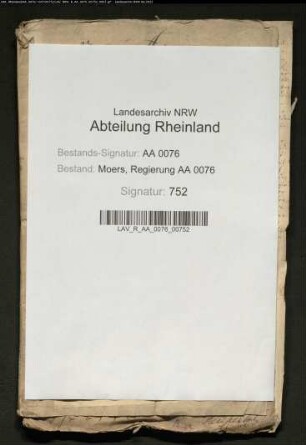 Landesarchiv NRW
Abteilung Rheinland
Bestands-Signatur: AA 0076
Bestand: Moers, Regierung AA 0076
Signatur: 752
LAV_R_AA_0076_00752